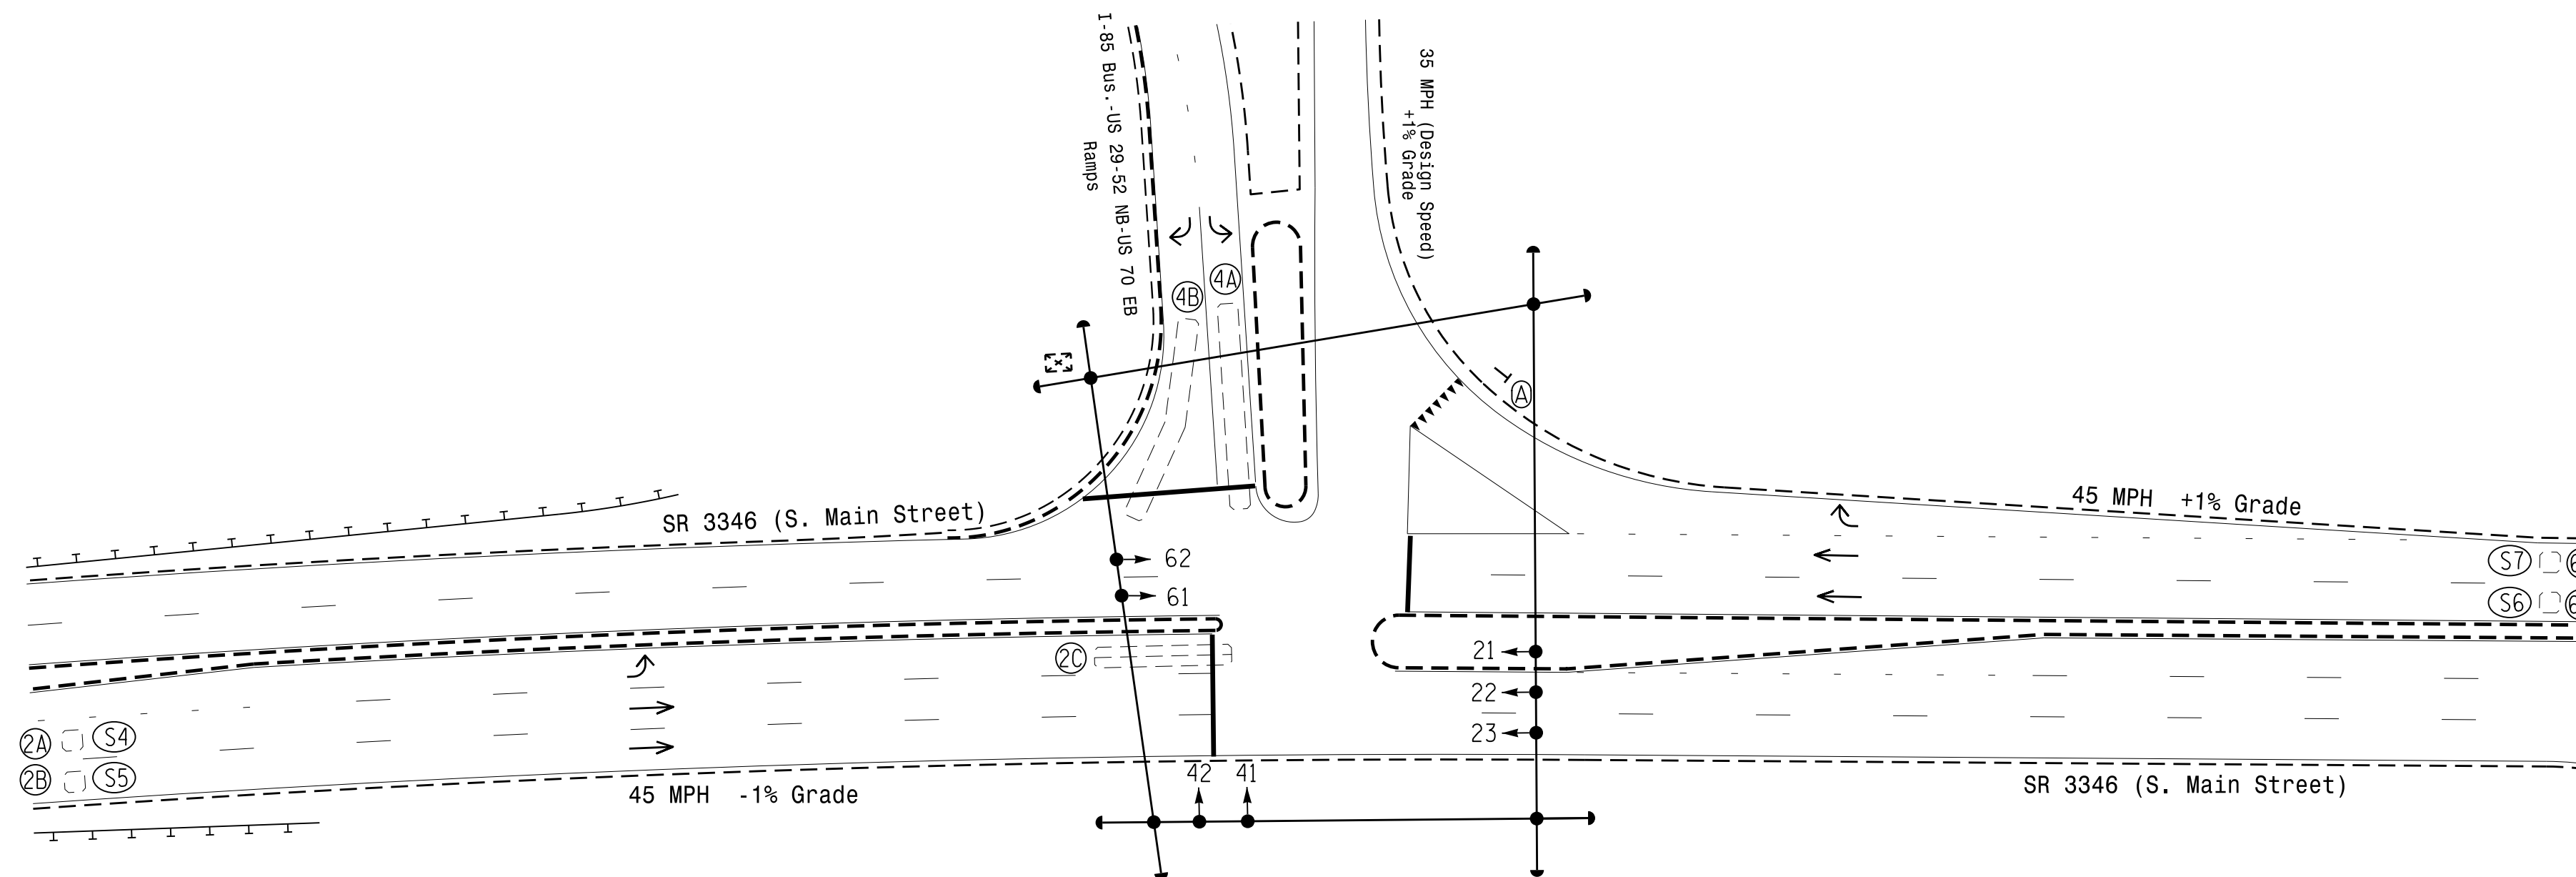 I-85 Bus.-US 29-52 NB-US 70 EB
Ramps
35 MPH (Design Speed)
+1% Grade
4B
4A
A
SR 3346 (S. Main Street)
45 MPH +1% Grade
62
61
S7
S6
2C
21
22
23
2A
S4
2B
S5
42
41
45 MPH -1% Grade
SR 3346 (S. Main Street)